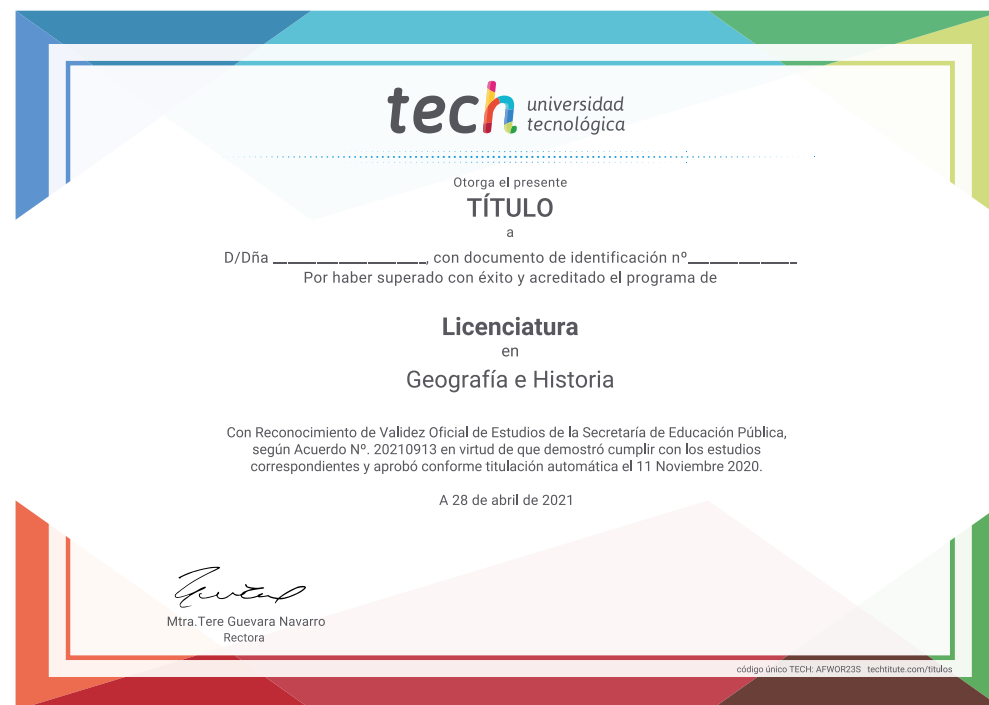 tech universidad
tecnológica
Otorga el presente
TÍTULO
a
D/Dña ______________________, con documento de identificación nº_______________
Por haber superado con éxito y acreditado el programa de
Licenciatura
en
Geografía e Historia
Con Reconocimiento de Validez Oficial de Estudios de la Secretaría de Educación Pública,
según Acuerdo Nº. 20210913 en virtud de que demostró cumplir con los estudios
correspondientes y aprobó conforme titulación automática el 11 Noviembre 2020.
A 28 de abril de 2021
Mtra.Tere Guevara Navarro
Rectora
código único TECH: AFWOR23S techtitute.com/titulos